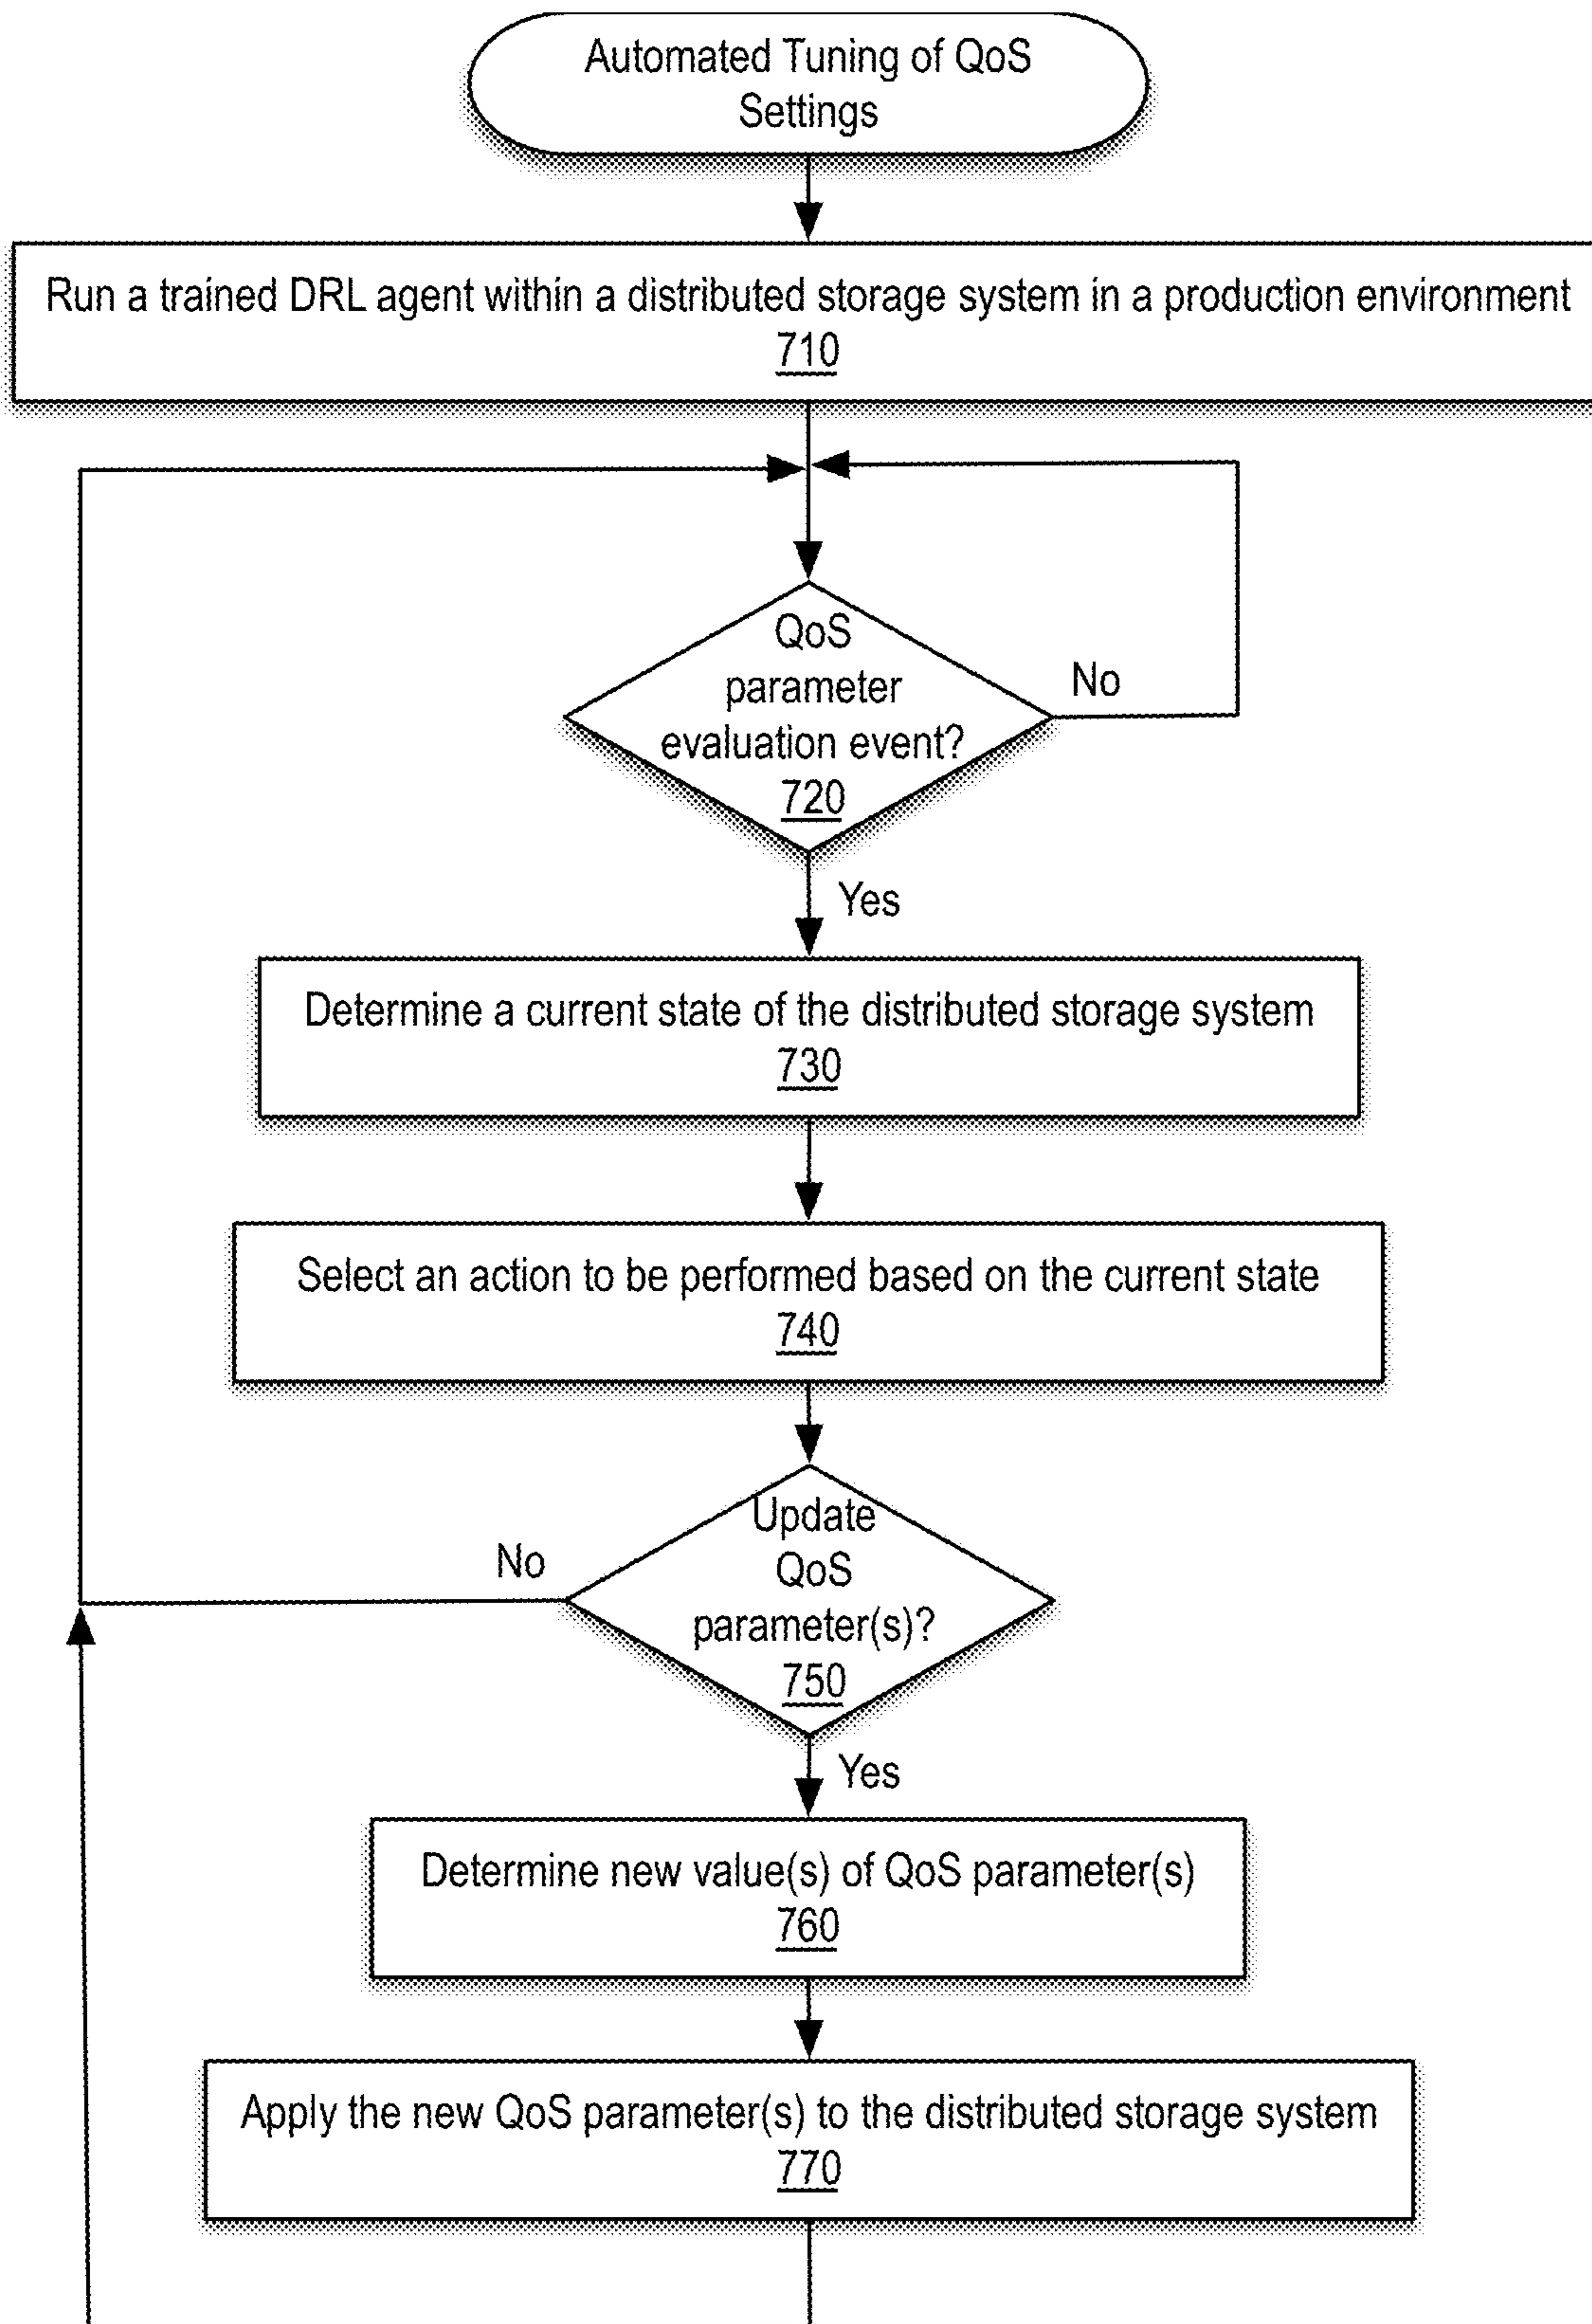 Automated Tuning of QoS
Settings
Run a trained DRL agent within a distributed storage system in a production environment
710
QoS
parameter
evaluation event?
720
No
Yes
Determine a current state of the distributed storage system
730
Select an action to be performed based on the current state
740
Update
QoS
parameter(s)?
750
No
Yes
Determine new value(s) of QoS parameter(s)
760
Apply the new QoS parameter(s) to the distributed storage system
770